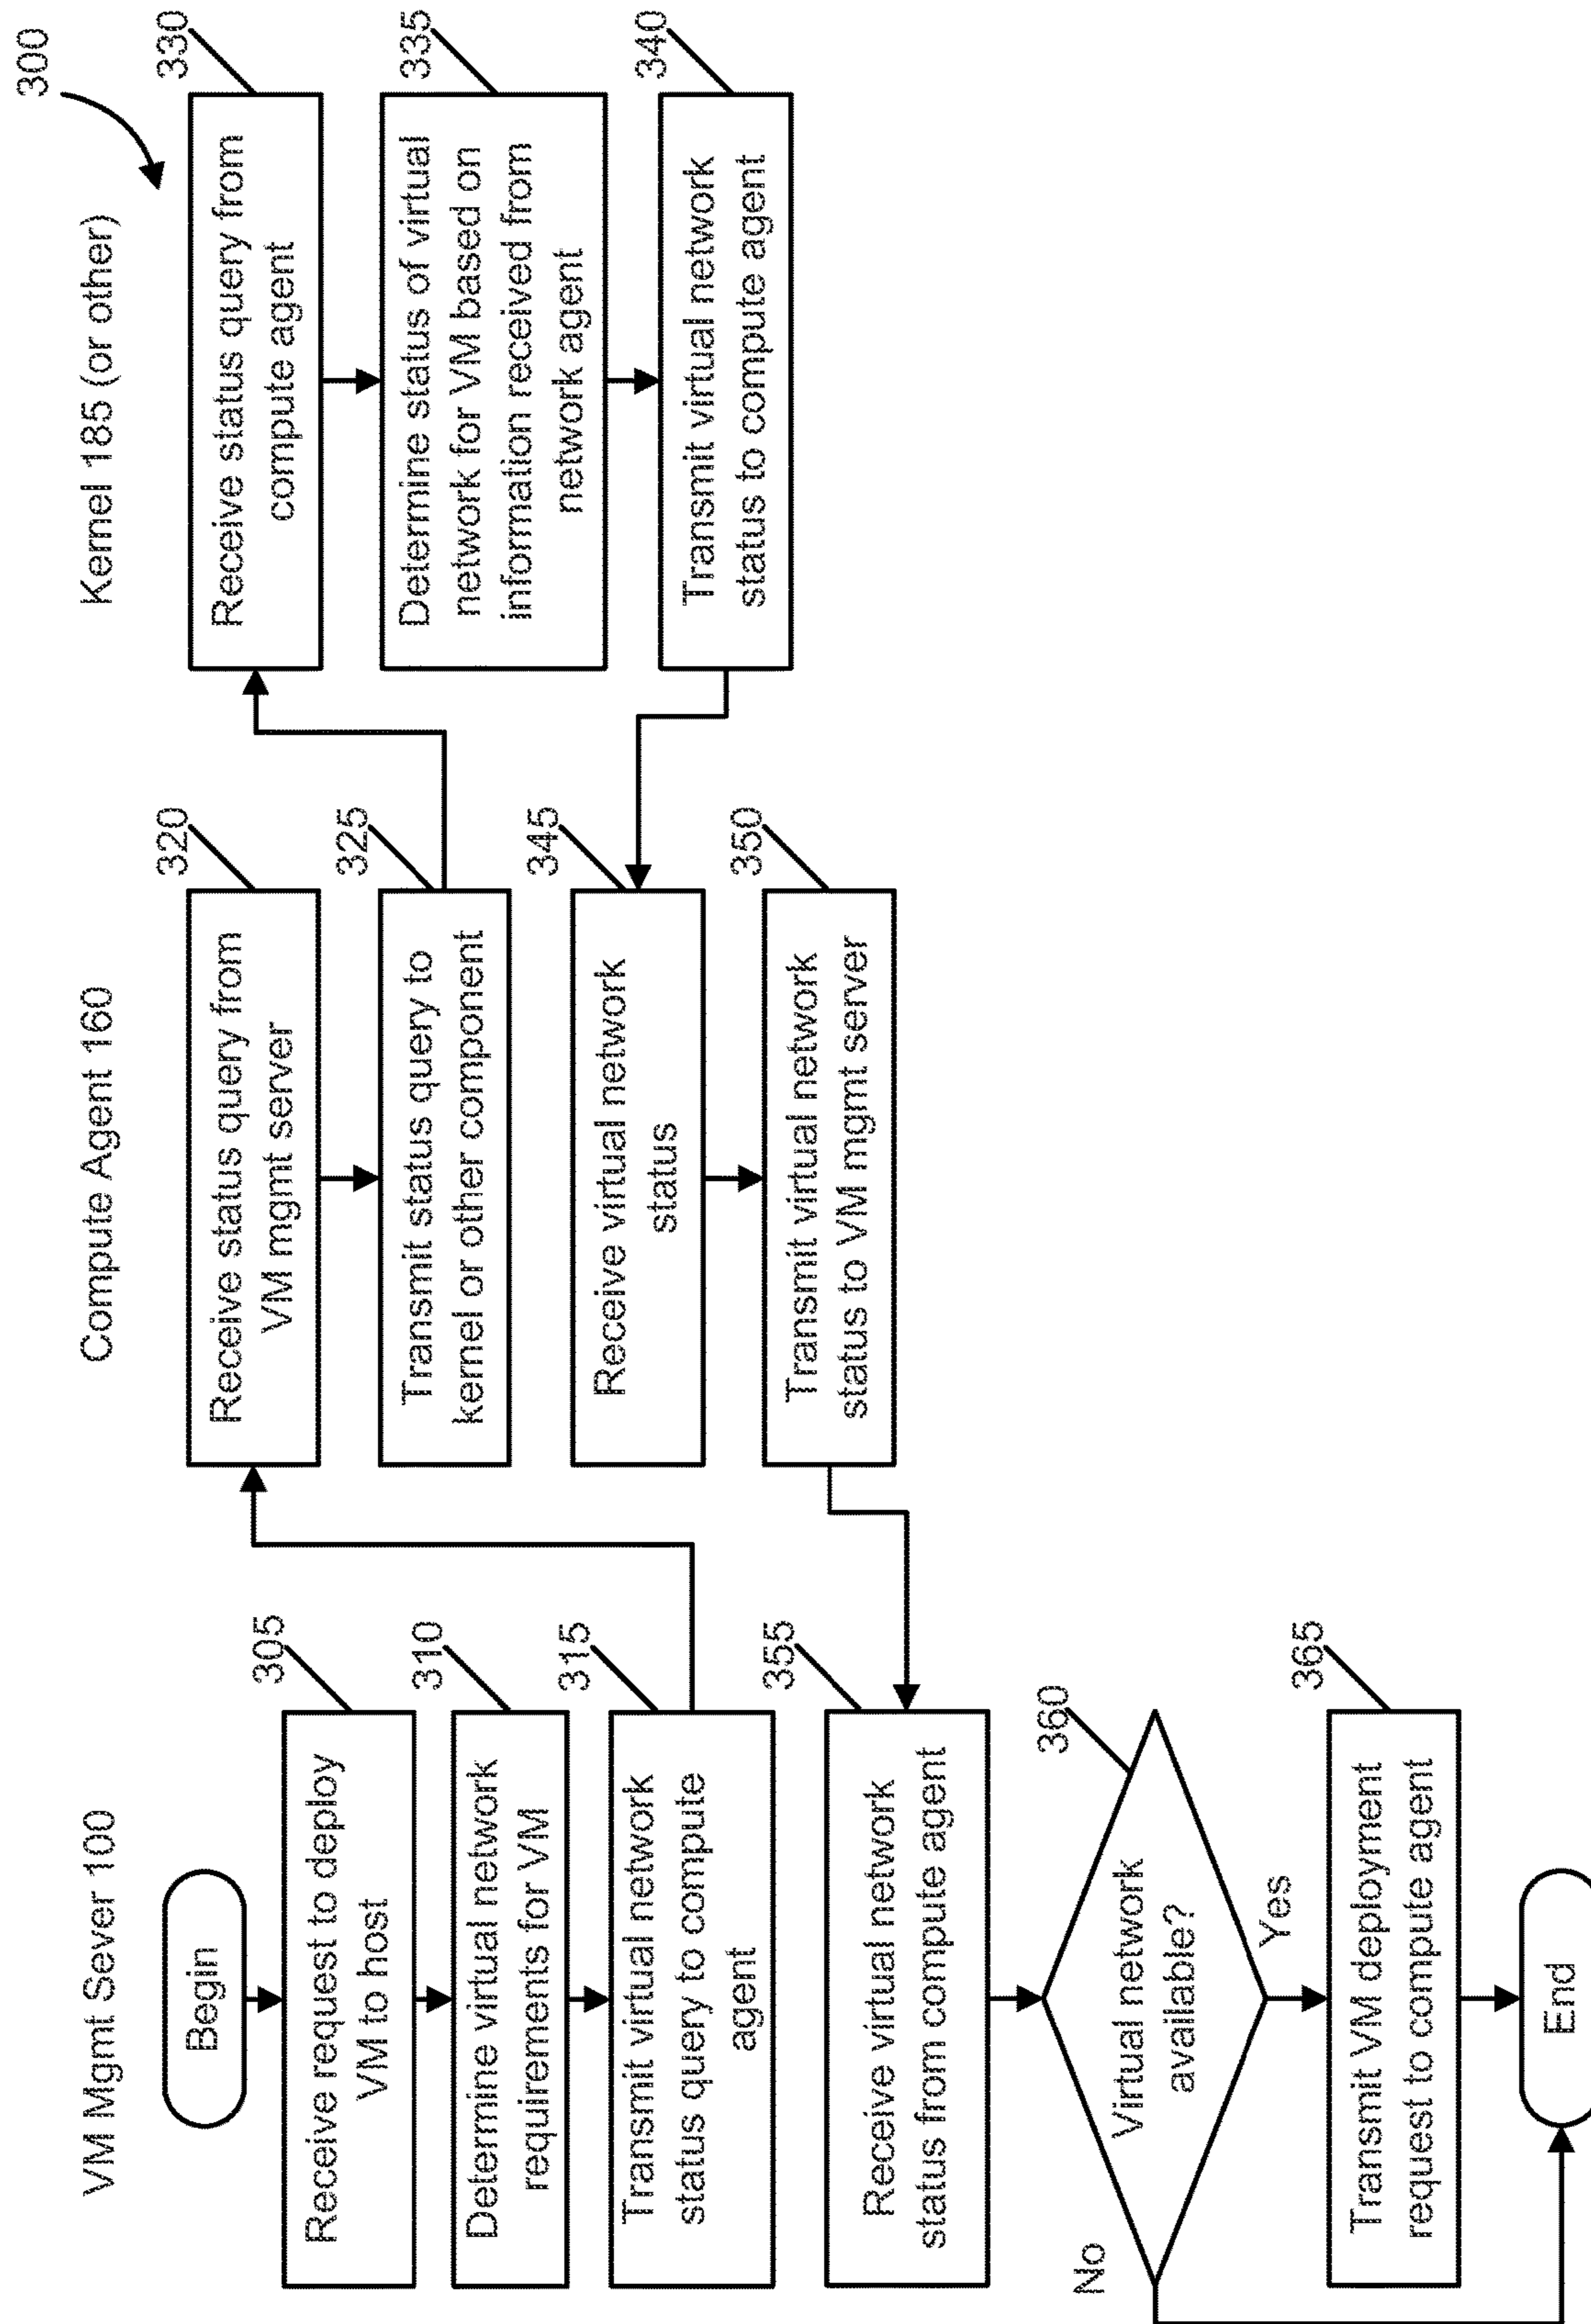 300
VM Mgmt Sever 100
Begin
305
Receive request to deploy
VM to host
310
Determine virtual network
requirements for VM
315
Transmit virtual network
status query to compute
agent
355
Receive virtual network
status from compute agent
360
Virtual network
available?
No
Yes
365
Transmit VM deployment
request to compute agent
End
Compute Agent 160
320
Receive status query from
VM mgmt server
325
Transmit status query to
kernel or other component
345
Receive virtual network
status
350
Transmit virtual network
status to VM mgmt server
Kernel 185 (or other)
330
Receive status query from
compute agent
335
Determine status of virtual
network for VM based on
information received from
network agent
340
Transmit virtual network
status to compute agent